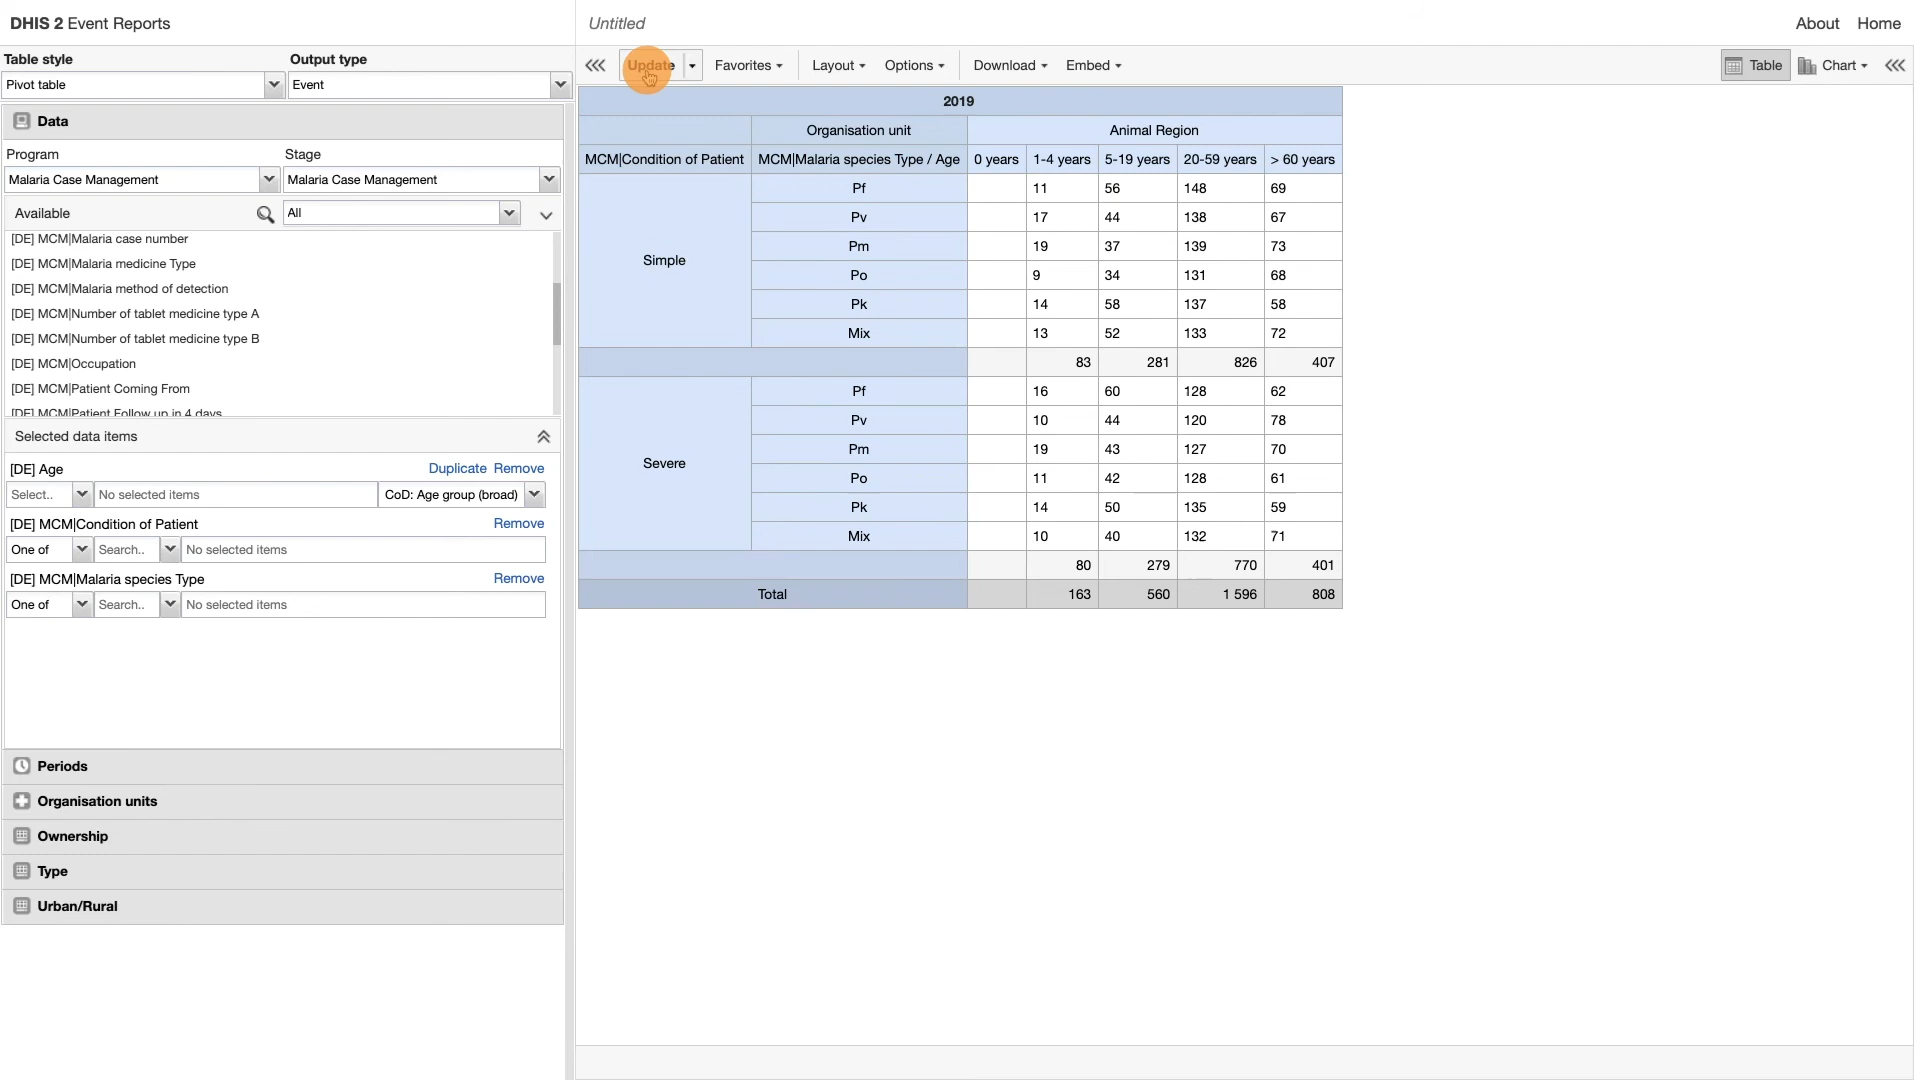 DHIS 2 Event Reports
Untitled
About Home
Table style Output type
Pivot table Event
Update Favorites Layout Options Download Embed Table Chart
Data
Program Stage
Malaria Case Management Malaria Case Management
Available All
[DE] MCM|Malaria case number
[DE] MCM|Malaria medicine Type
[DE] MCM|Malaria method of detection
[DE] MCM|Number of tablet medicine type A
[DE] MCM|Number of tablet medicine type B
[DE] MCM|Occupation
[DE] MCM|Patient Coming From
[DE] MCM|Patient Follow up in 4 days
Selected data items
[DE] Age Duplicate Remove
Select.. No selected items CoD: Age group (broad)
[DE] MCM|Condition of Patient Remove
One of Search.. No selected items
[DE] MCM|Malaria species Type Remove
One of Search.. No selected items
Periods
Organisation units
Ownership
Type
Urban/Rural
2019
Organisation unit Animal Region
MCM|Condition of Patient MCM|Malaria species Type / Age 0 years 1-4 years 5-19 years 20-59 years > 60 years
Simple
Pf 11 56 148 69
Pv 17 44 138 67
Pm 19 37 139 73
Po 9 34 131 68
Pk 14 58 137 58
Mix 13 52 133 72
83 281 826 407
Severe
Pf 16 60 128 62
Pv 10 44 120 78
Pm 19 43 127 70
Po 11 42 128 61
Pk 14 50 135 59
Mix 10 40 132 71
80 279 770 401
Total 163 560 1 596 808